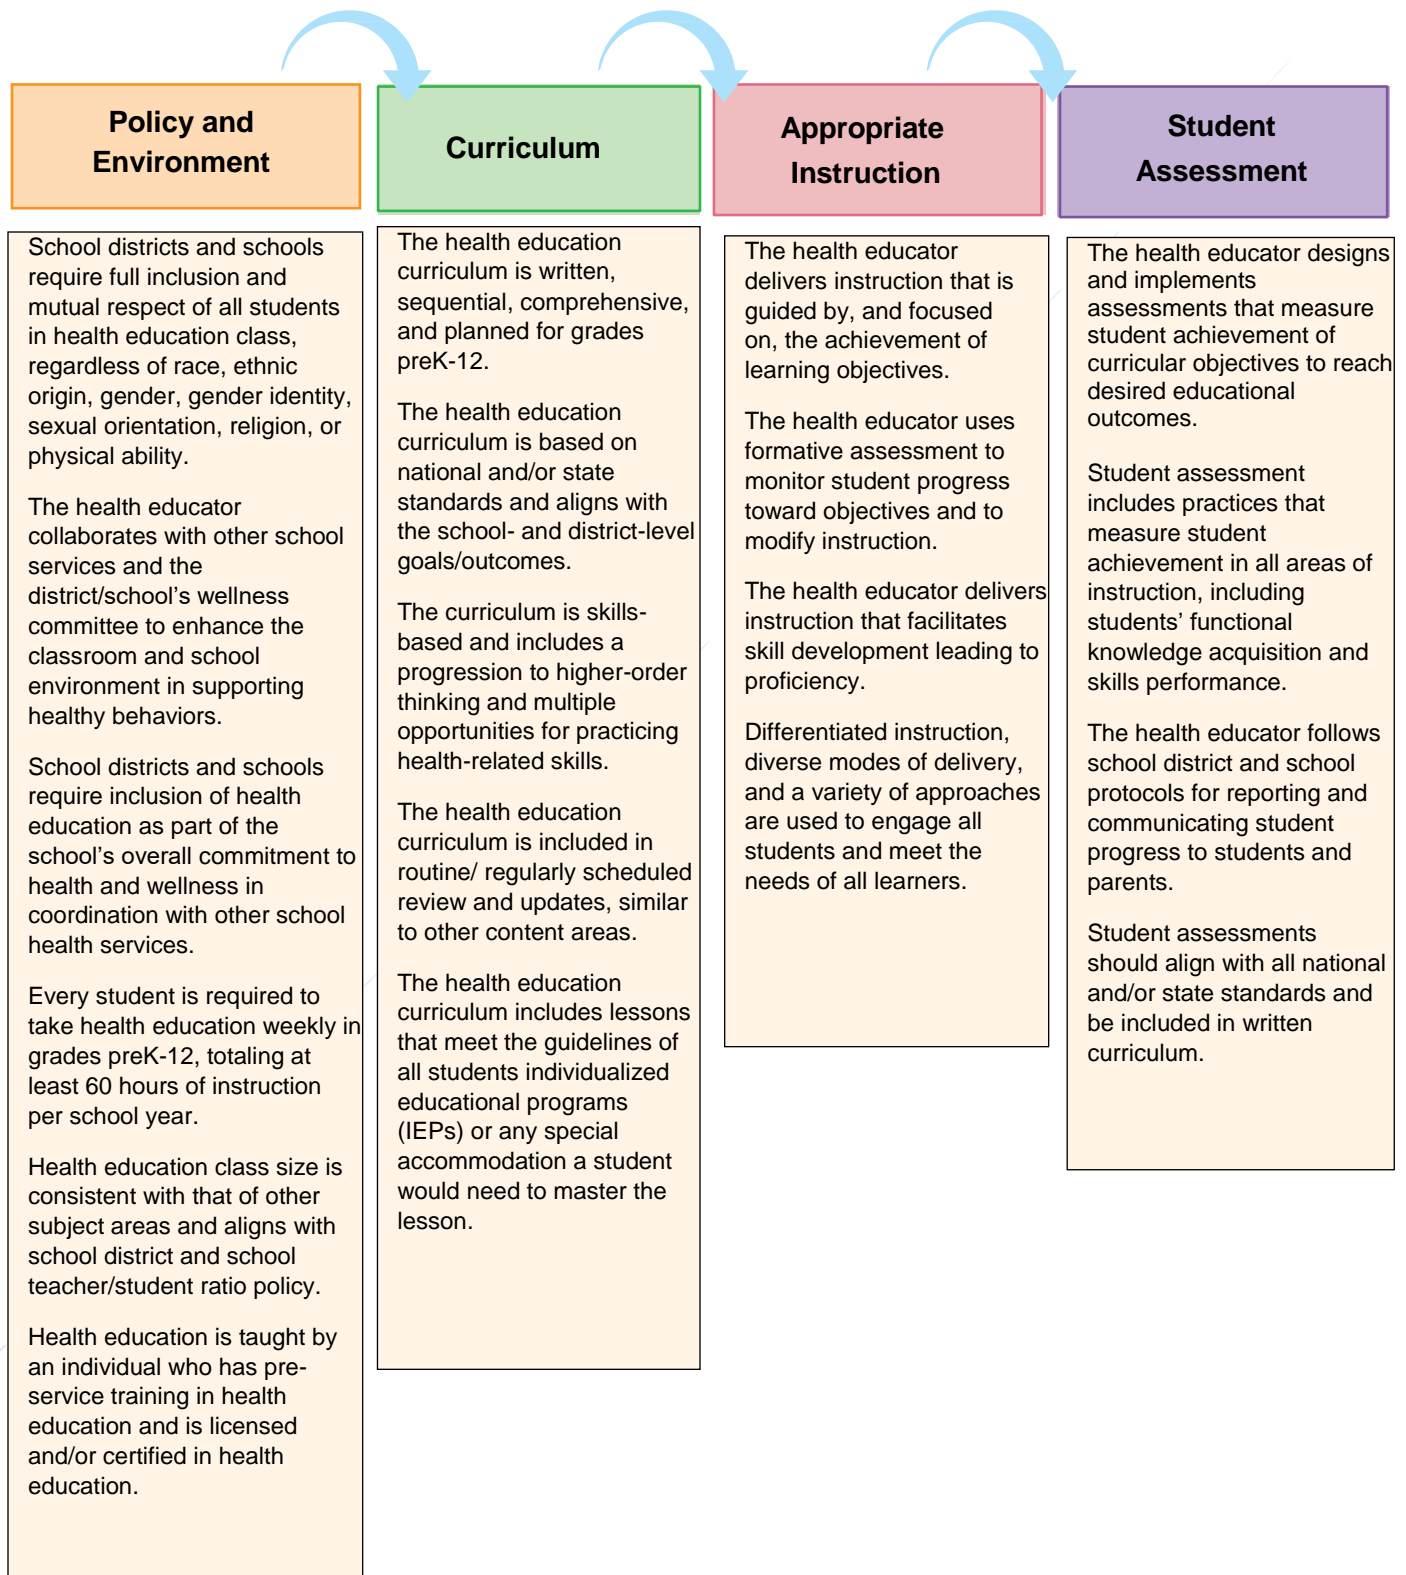 Policy and
Environment
School districts and schools
require full inclusion and
mutual respect of all students
in health education class,
regardless of race, ethnic
origin, gender, gender identity,
sexual orientation, religion, or
physical ability.
The health educator
collaborates with other school
services and the
district/school’s wellness
committee to enhance the
classroom and school
environment in supporting
healthy behaviors.
School districts and schools
require inclusion of health
education as part of the
school’s overall commitment to
health and wellness in
coordination with other school
health services.
Every student is required to
take health education weekly in
grades preK-12, totaling at
least 60 hours of instruction
per school year.
Health education class size is
consistent with that of other
subject areas and aligns with
school district and school
teacher/student ratio policy.
Health education is taught by
an individual who has pre-
service training in health
education and is licensed
and/or certified in health
education.
Curriculum
The health education
curriculum is written,
sequential, comprehensive,
and planned for grades
preK-12.
The health education
curriculum is based on
national and/or state
standards and aligns with
the school- and district-level
goals/outcomes.
The curriculum is skills-
based and includes a
progression to higher-order
thinking and multiple
opportunities for practicing
health-related skills.
The health education
curriculum is included in
routine/ regularly scheduled
review and updates, similar
to other content areas.
The health education
curriculum includes lessons
that meet the guidelines of
all students individualized
educational programs
(IEPs) or any special
accommodation a student
would need to master the
lesson.
Appropriate
Instruction
The health educator
delivers instruction that is
guided by, and focused
on, the achievement of
learning objectives.
The health educator uses
formative assessment to
monitor student progress
toward objectives and to
modify instruction.
The health educator delivers
instruction that facilitates
skill development leading to
proficiency.
Differentiated instruction,
diverse modes of delivery,
and a variety of approaches
are used to engage all
students and meet the
needs of all learners.
Student
Assessment
The health educator designs
and implements
assessments that measure
student achievement of
curricular objectives to reach
desired educational
outcomes.
Student assessment
includes practices that
measure student
achievement in all areas of
instruction, including
students’ functional
knowledge acquisition and
skills performance.
The health educator follows
school district and school
protocols for reporting and
communicating student
progress to students and
parents.
Student assessments
should align with all national
and/or state standards and
be included in written
curriculum.